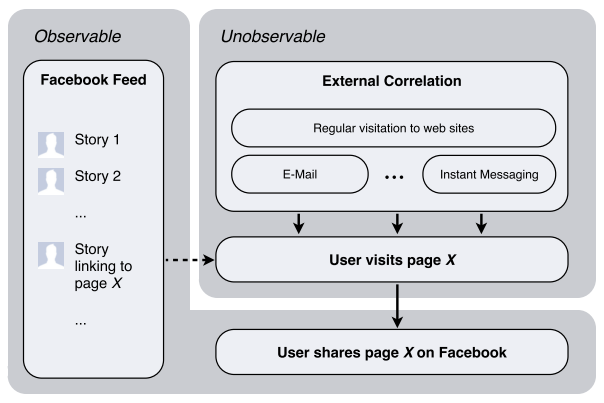 Observable
Facebook Feed
Story 1
Story 2
...
Story
linking to
page X
...
Unobservable
External Correlation
Regular visitation to web sites
E-Mail
...
Instant Messaging
User visits page X
User shares page X on Facebook